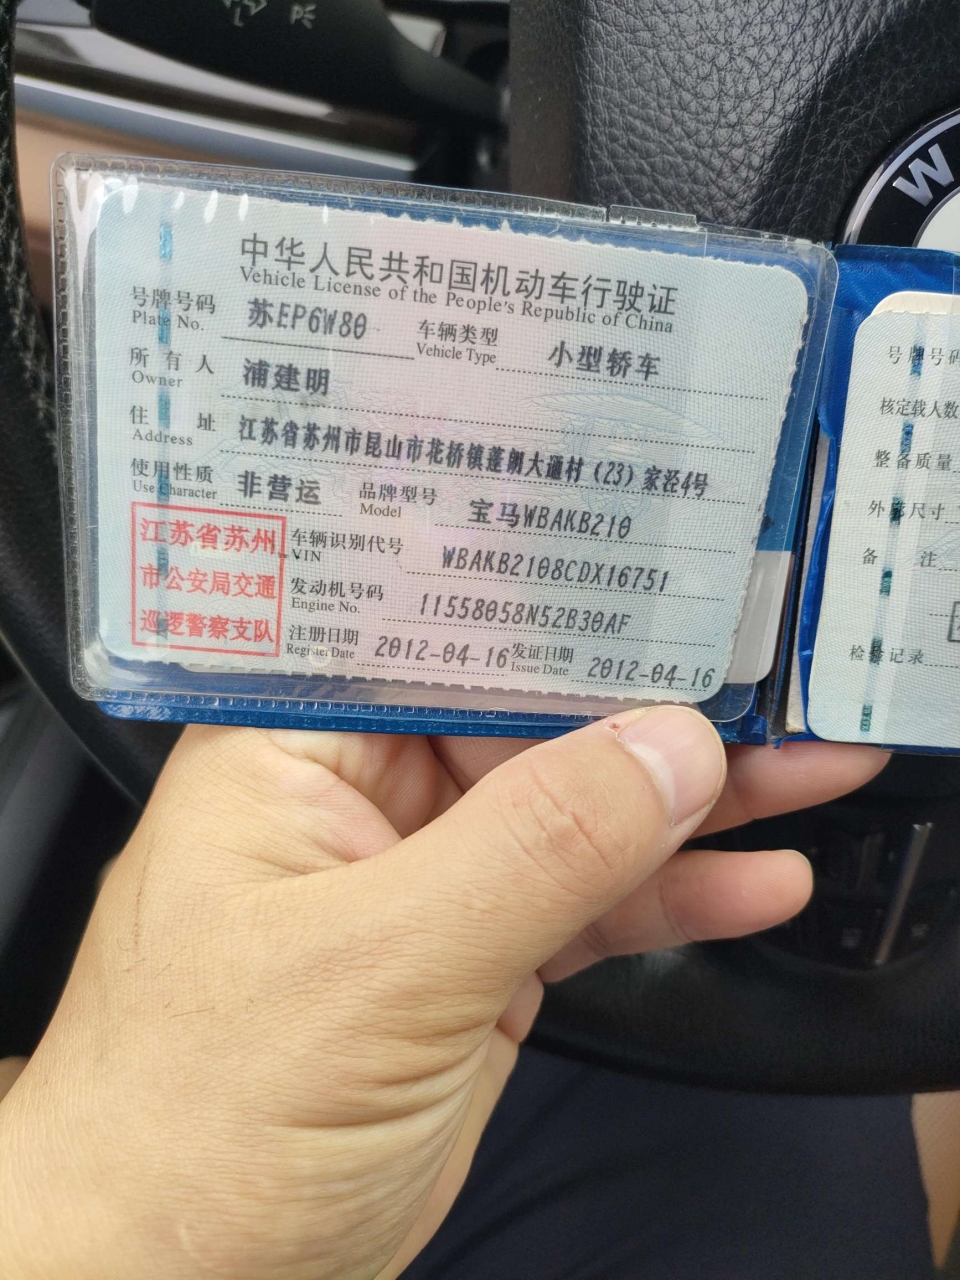 中华人民共和国机动车行驶证
Vehicle License of the People's Republic of China
号牌号码 苏EP6W80 车辆类型 小型轿车
Plate No. Vehicle Type
所有人 浦建明
Owner
住址 江苏省苏州市昆山市花桥镇蓬朗大通村(23)家泾4号
Address
使用性质 非营运 品牌型号 宝马WBAKB210
Use Character Model
江苏省苏州
市公安局交通
巡逻警察支队
车辆识别代号 WBAKB2108CDX16751
VIN
发动机号码 11558058N52B30AF
Engine No.
注册日期 2012-04-16 发证日期 2012-04-16
Register Date Issue Date
号牌号码
核定载人数
整备质量
外廓尺寸
备注
检验记录
W